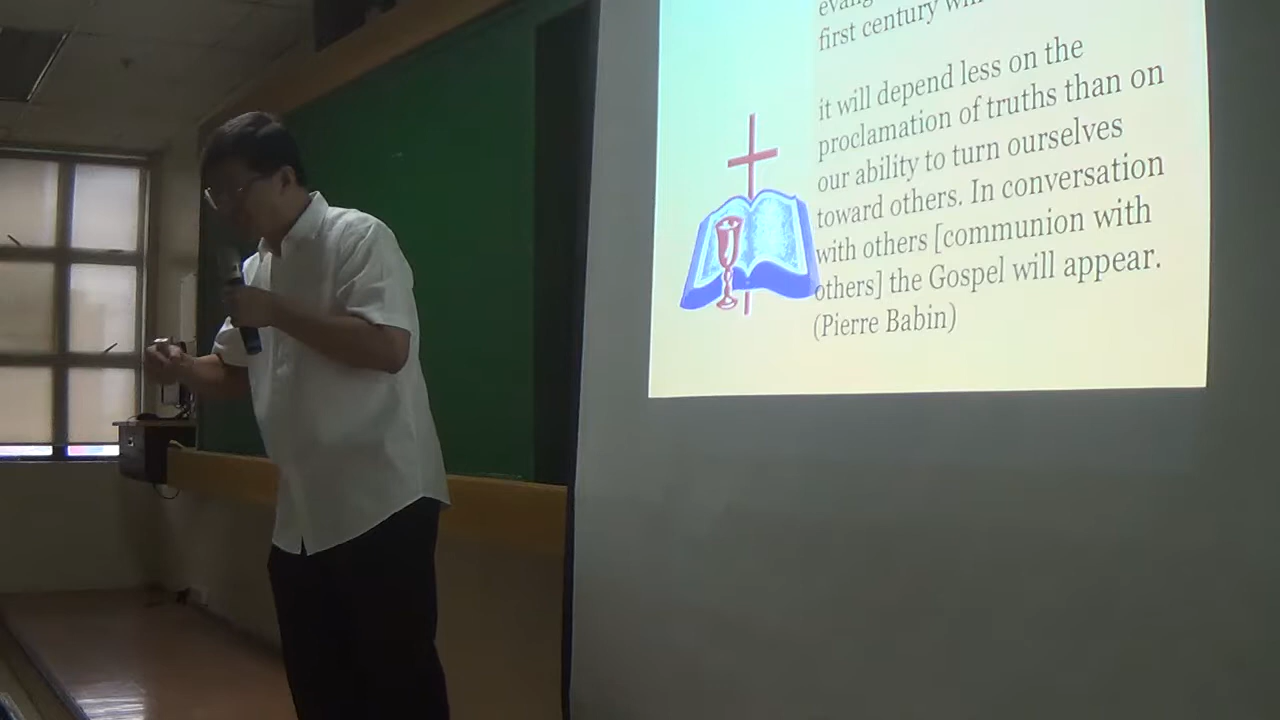 first century
it will depend less on the
proclamation of truths than on
our ability to turn ourselves
toward others. In conversation
with others [communion with
others] the Gospel will appear.
(Pierre Babin)